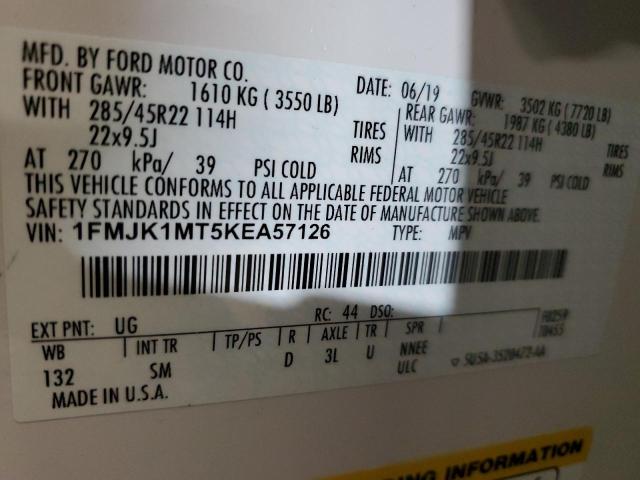 MFD. BY FORD MOTOR CO.
DATE: 06/19 GVWR: 3502 KG ( 7720 LB)
FRONT GAWR: 1610 KG ( 3550 LB) REAR GAWR: 1987 KG ( 4380 LB)
WITH 285/45R22 114H TIRES WITH 285/45R22 114H TIRES
22x9.5J RIMS 22x9.5J RIMS
AT 270 kPa/ 39 PSI COLD AT 270 kPa/ 39 PSI COLD
THIS VEHICLE CONFORMS TO ALL APPLICABLE FEDERAL MOTOR VEHICLE
SAFETY STANDARDS IN EFFECT ON THE DATE OF MANUFACTURE SHOWN ABOVE.
VIN: 1FMJK1MT5KEA57126 TYPE: MPV
EXT PNT: UG RC: 44 DSO:
WB INT TR TP/PS R AXLE TR SPR
132 SM D 3L U NNEE
ULC
MADE IN U.S.A.
INFORMATION